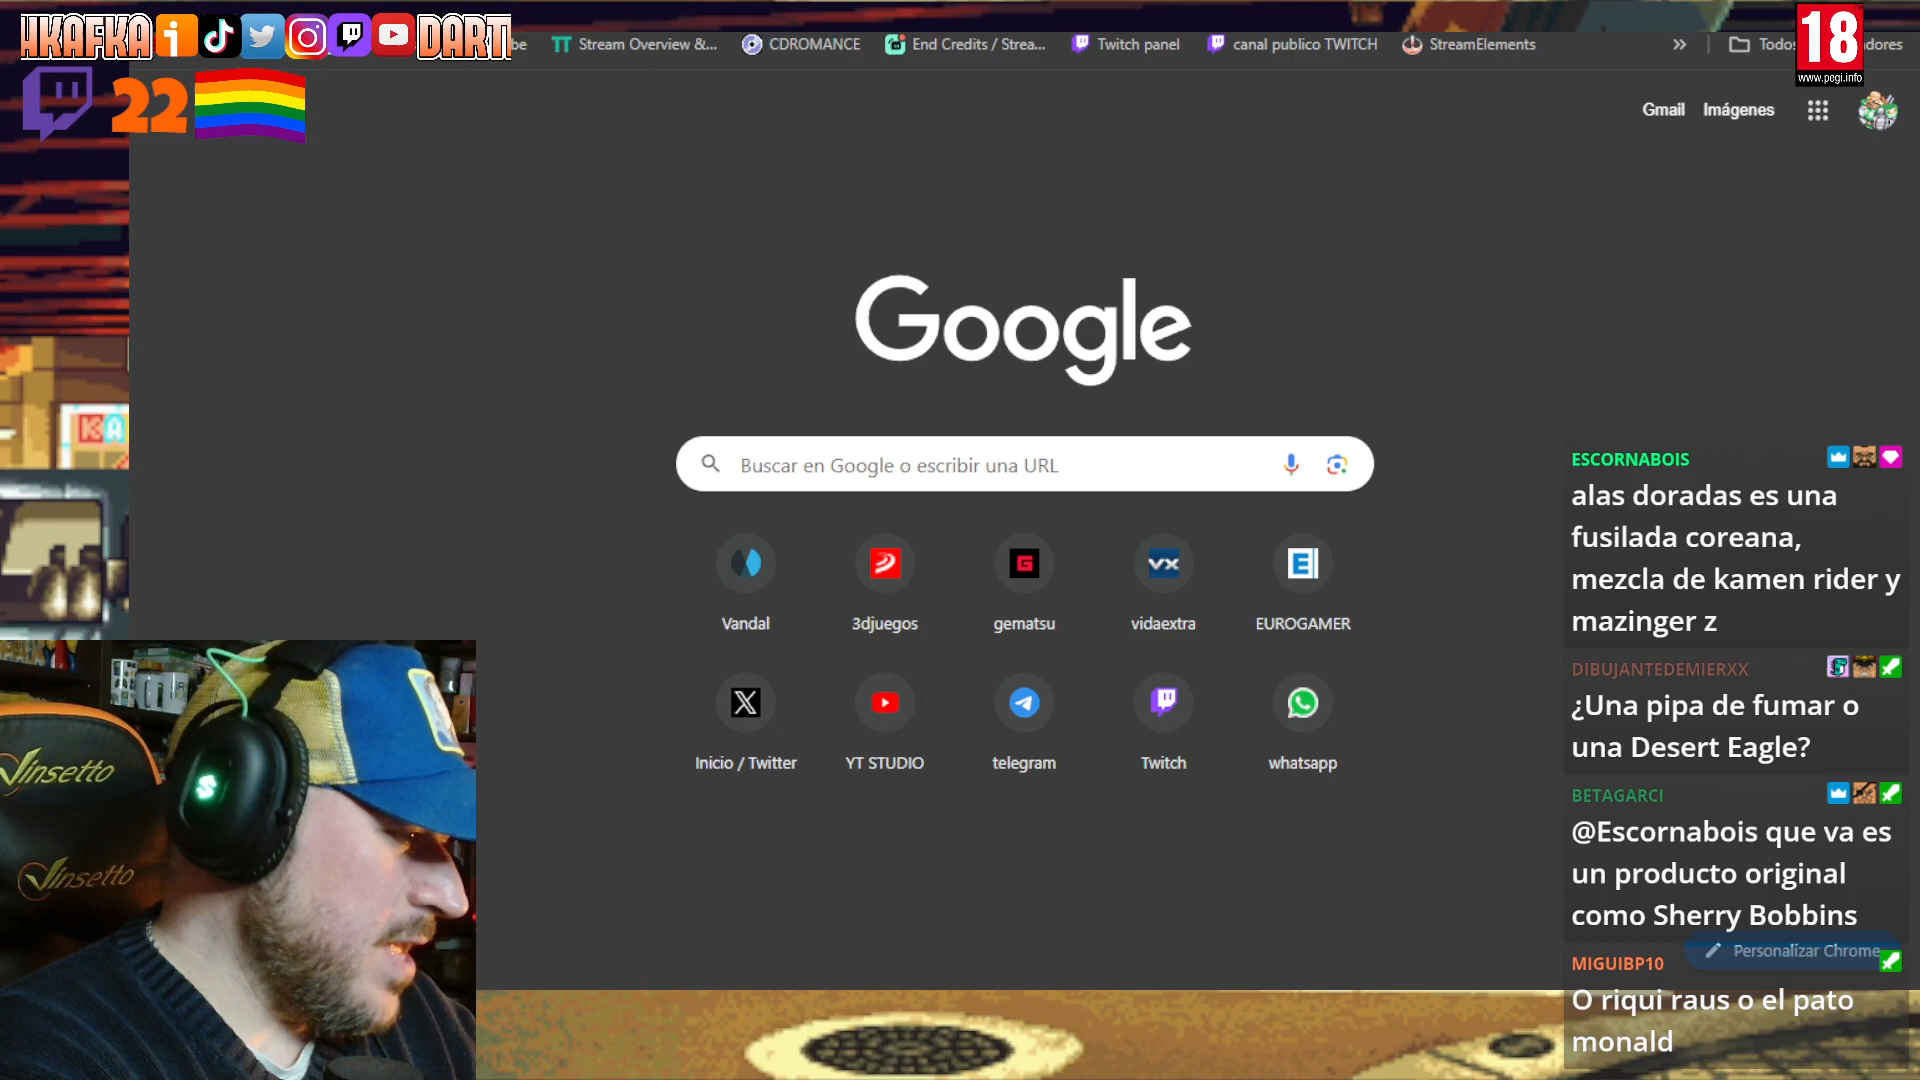 HKAFKA
DART
be
Stream Overview &...
CDROMANCE
End Credits / Strea...
Twitch panel
canal publico TWITCH
StreamElements
»
Todos
adores
18
www.pegi.info
22
Gmail
Imágenes
Google
Buscar en Google o escribir una URL
Vandal
3djuegos
gematsu
vidaextra
EUROGAMER
Inicio / Twitter
YT STUDIO
telegram
Twitch
whatsapp
Personalizar Chrome
KA
Vinsetto
Vinsetto
ESCORNABOIS
alas doradas es una
fusilada coreana,
mezcla de kamen rider y
mazinger z
DIBUJANTEDEMIERXX
¿Una pipa de fumar o
una Desert Eagle?
BETAGARCI
@Escornabois que va es
un producto original
como Sherry Bobbins
MIGUIBP10
O riqui raus o el pato
monald